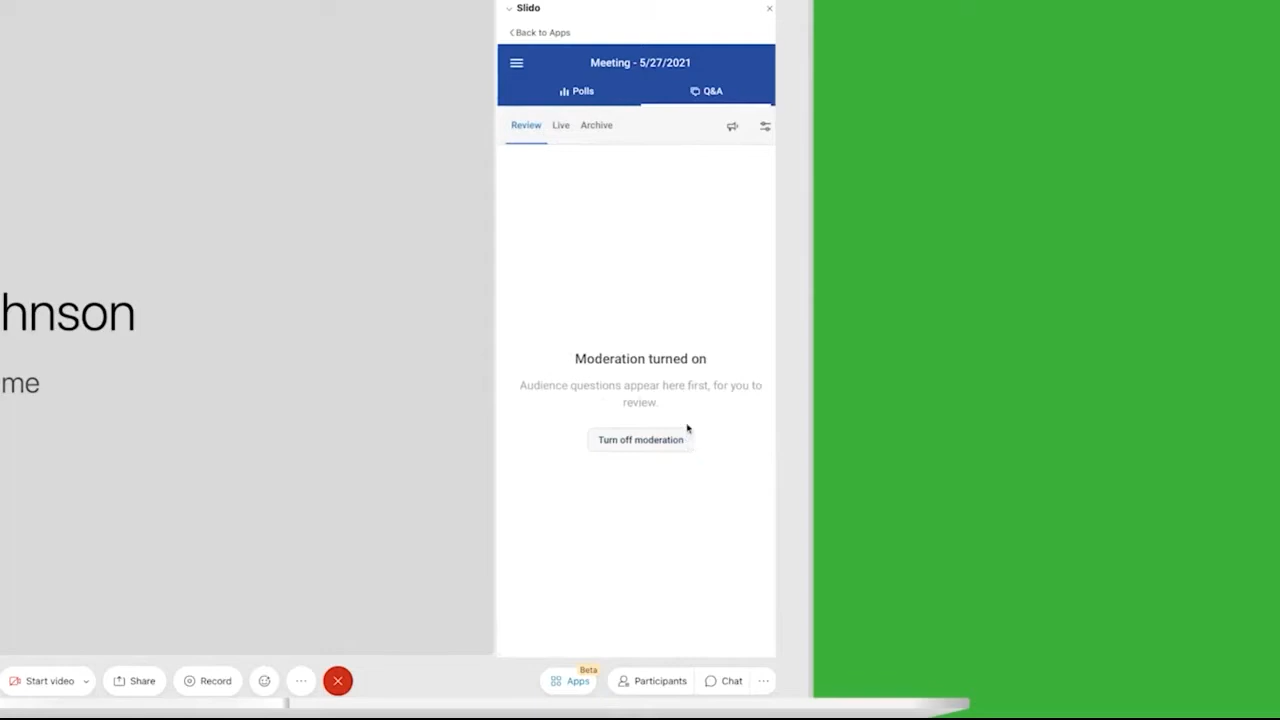 Slido
Back to Apps
Meeting - 5/27/2021
Polls
Q&A
Review
Live
Archive
hnson
me
Moderation turned on
Audience questions appear here first, for you to
review.
Turn off moderation
Start video
Share
Record
Beta
Apps
Participants
Chat